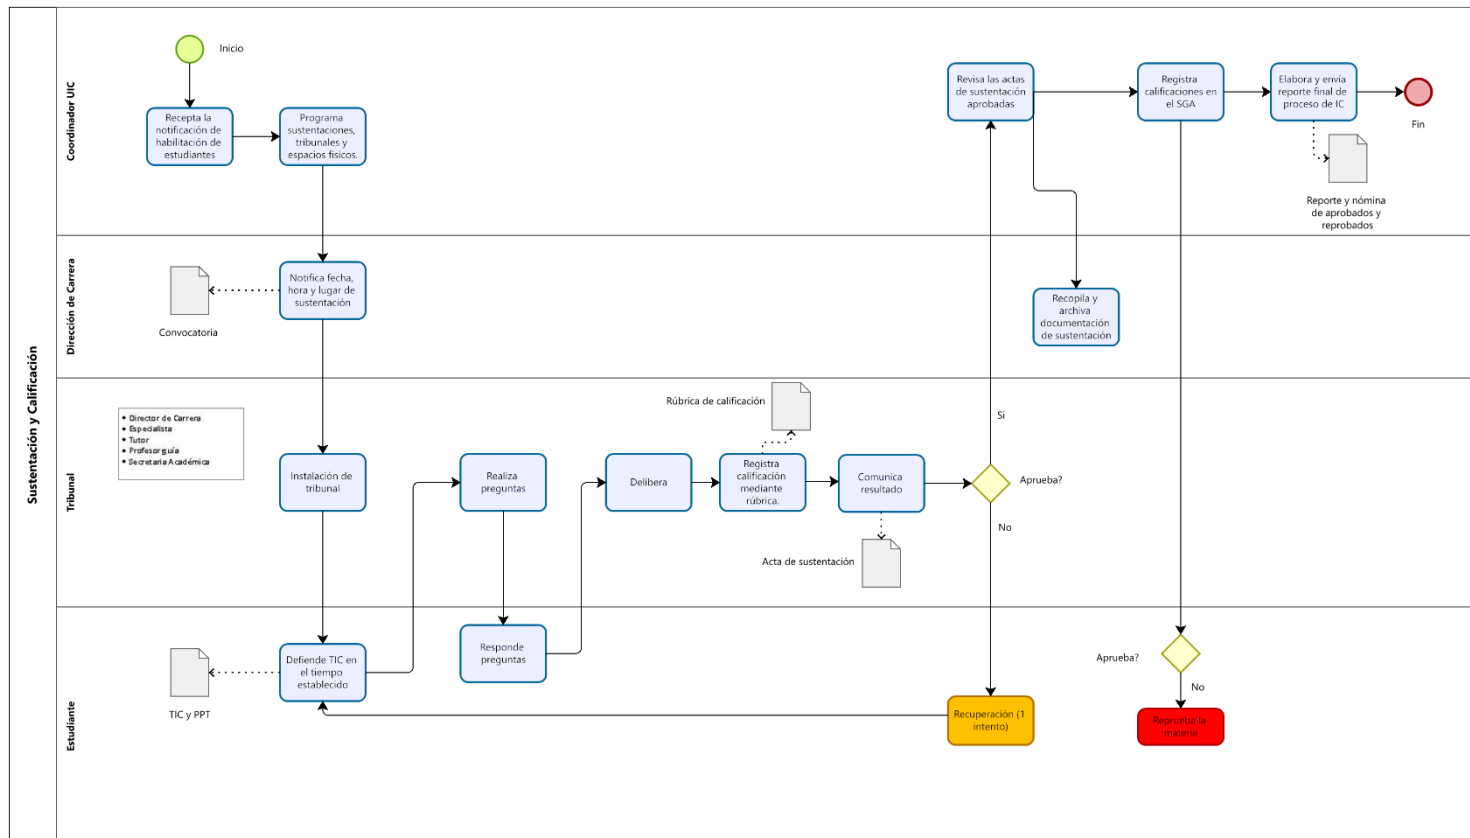 Sustentación y Calificación
Coordinador UIC
Inicio
Recepta la
notificación de
habilitación de
estudiantes
Programa
sustentaciones,
tribunales y
espacios físicos.
Revisa las actas
de sustentación
aprobadas
Registra
calificaciones en
el SGA
Elabora y envía
reporte final de
proceso de IC
Fin
Reporte y nómina
de aprobados y
reprobados
Dirección de Carrera
Convocatoria
Notifica fecha,
hora y lugar de
sustentación
Recopila y
archiva
documentación
de sustentación
Tribunal
• Director de Carrera
• Especialista
• Tutor
• Profesor guía
• Secretaria Académica
Instalación de
tribunal
Realiza
preguntas
Delibera
Rúbrica de calificación
Registra
calificación
mediante
rúbrica.
Comunica
resultado
Acta de sustentación
Si
Aprueba?
No
Estudiante
TIC y PPT
Defiende TIC en
el tiempo
establecido
Responde
preguntas
Recuperación (1
intento)
Aprueba?
No
Reprueba la
materia